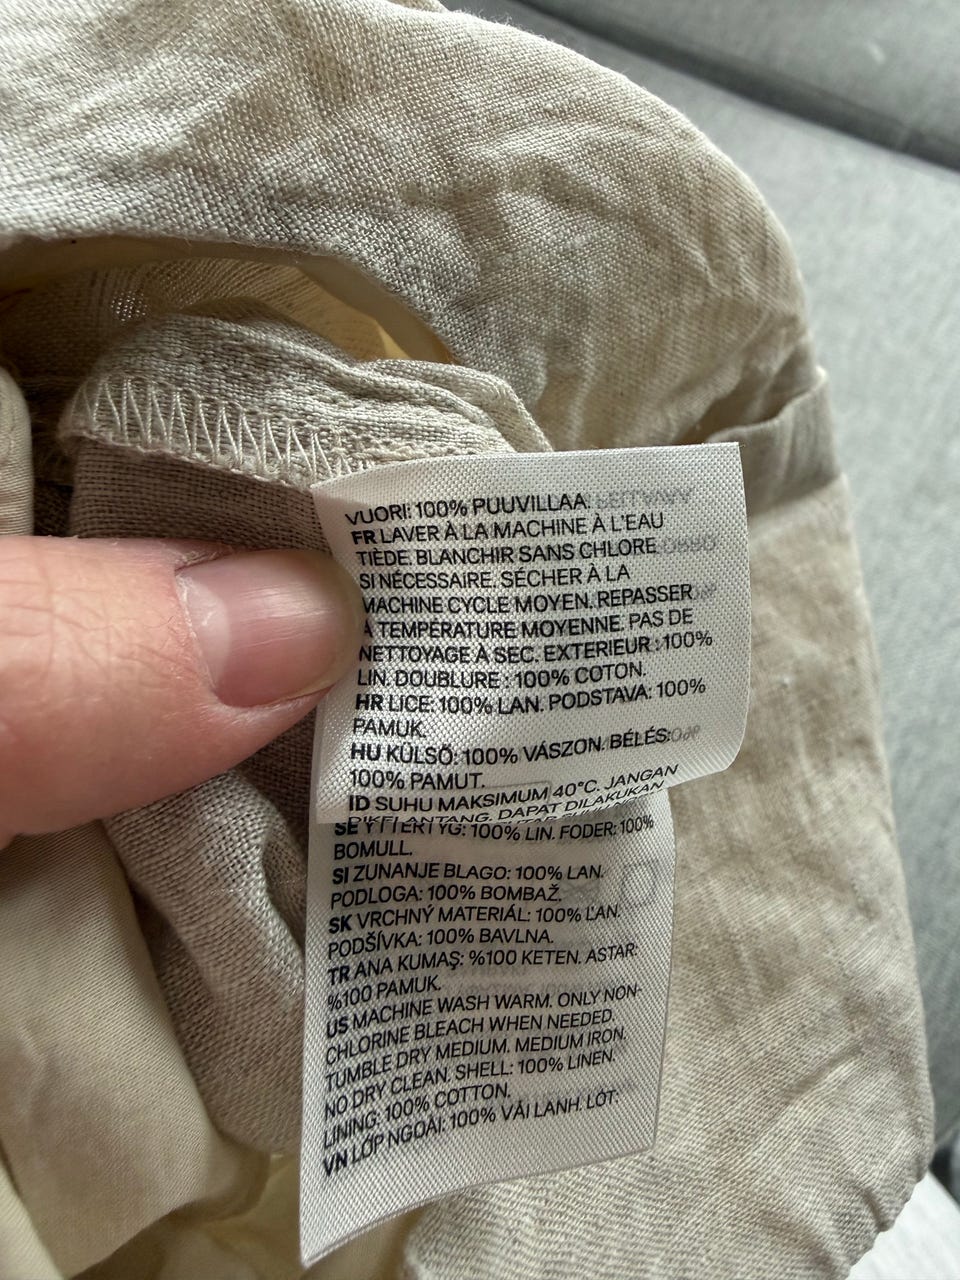 VUORI: 100% PUUVILLAA
FR LAVER À LA MACHINE À L'EAU
TIÈDE. BLANCHIR SANS CHLORE
SI NÉCESSAIRE. SÉCHER À LA
MACHINE CYCLE MOYEN. REPASSER
À TEMPÉRATURE MOYENNE. PAS DE
NETTOYAGE À SEC. EXTERIEUR : 100%
LIN. DOUBLURE : 100% COTON.
HR LICE: 100% LAN. PODSTAVA: 100%
PAMUK.
HU KÜLSŐ: 100% VÁSZON. BÉLÉS:
100% PAMUT.
ID SUHU MAKSIMUM 40°C. JANGAN
DIKELANTANG. DAPAT DILAKUKAN
SE YTTERTYG: 100% LIN. FODER: 100%
BOMULL.
SI ZUNANJE BLAGO: 100% LAN.
PODLOGA: 100% BOMBAŽ.
SK VRCHNÝ MATERIÁL: 100% ĽAN.
PODŠÍVKA: 100% BAVLNA.
TR ANA KUMAŞ: %100 KETEN. ASTAR:
%100 PAMUK.
US MACHINE WASH WARM. ONLY NON-
CHLORINE BLEACH WHEN NEEDED.
TUMBLE DRY MEDIUM. MEDIUM IRON.
NO DRY CLEAN. SHELL: 100% LINEN.
LINING: 100% COTTON.
VN LỚP NGOÀI: 100% VẢI LANH. LÓT: